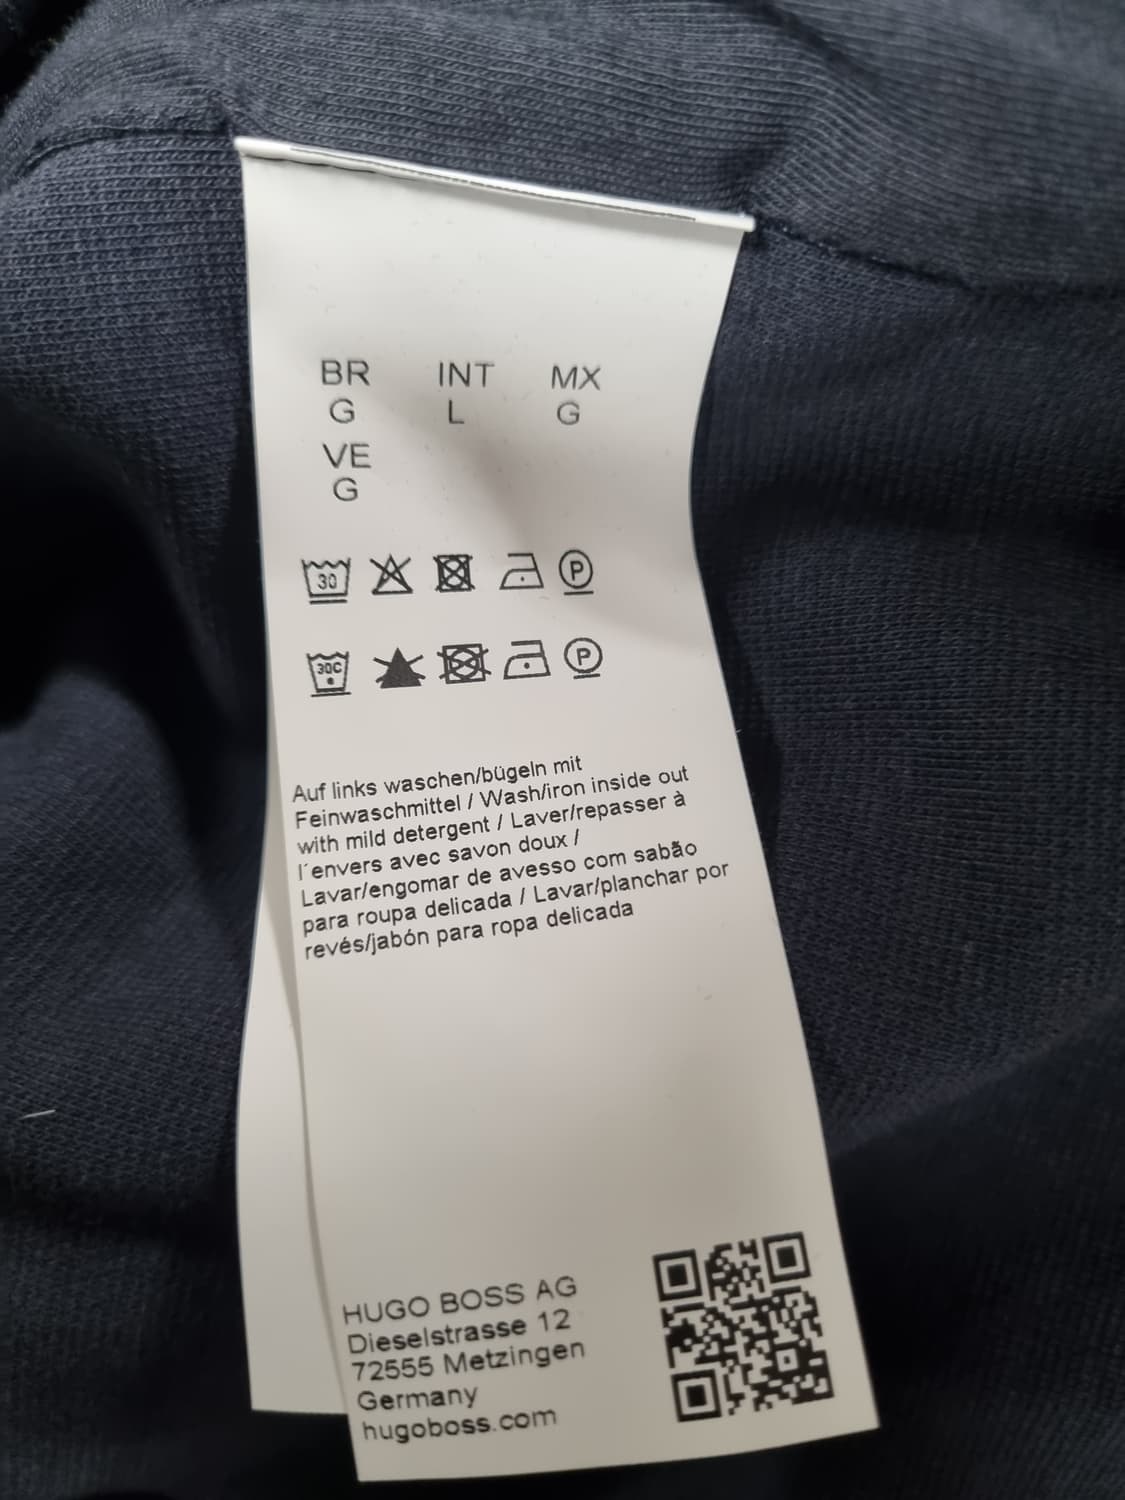 BR INT MX
G L G
VE
G
30 P
30C P
Auf links waschen/bügeln mit
Feinwaschmittel / Wash/iron inside out
with mild detergent / Laver/repasser à
l´envers avec savon doux /
Lavar/engomar de avesso com sabão
para roupa delicada / Lavar/planchar por
revés/jabón para ropa delicada
HUGO BOSS AG
Dieselstrasse 12
72555 Metzingen
Germany
hugoboss.com